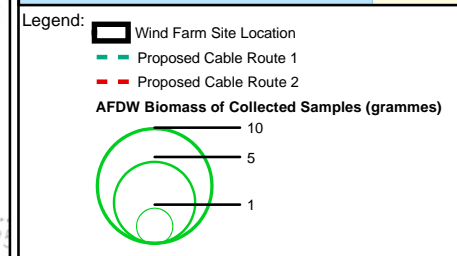 Legend:
Wind Farm Site Location
Proposed Cable Route 1
Proposed Cable Route 2
AFDW Biomass of Collected Samples (grammes)
10
5
1